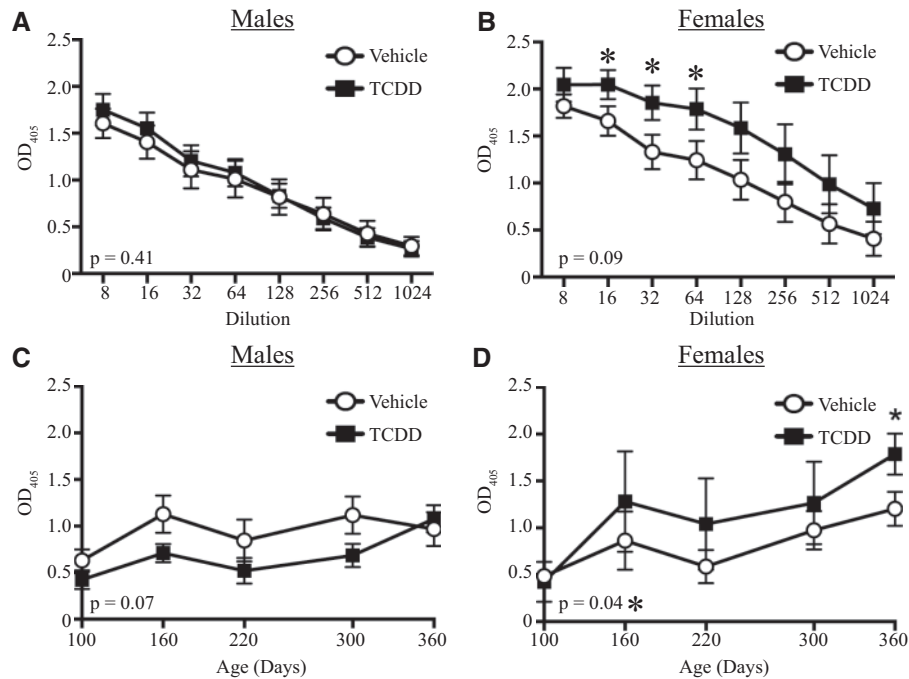 A
Males
2.5
2.0
1.5
1.0
0.5
0
OD405
Vehicle
TCDD
p = 0.41
8 16 32 64 128 256 512 1024
Dilution
B
Females
2.5
2.0
1.5
1.0
0.5
0
OD405
* * *
Vehicle
TCDD
p = 0.09
8 16 32 64 128 256 512 1024
Dilution
C
Males
2.5
2.0
1.5
1.0
0.5
0
OD405
Vehicle
TCDD
p = 0.07
100 160 220 300 360
Age (Days)
D
Females
2.5
2.0
1.5
1.0
0.5
0
OD405
Vehicle
TCDD
*
p = 0.04 *
100 160 220 300 360
Age (Days)